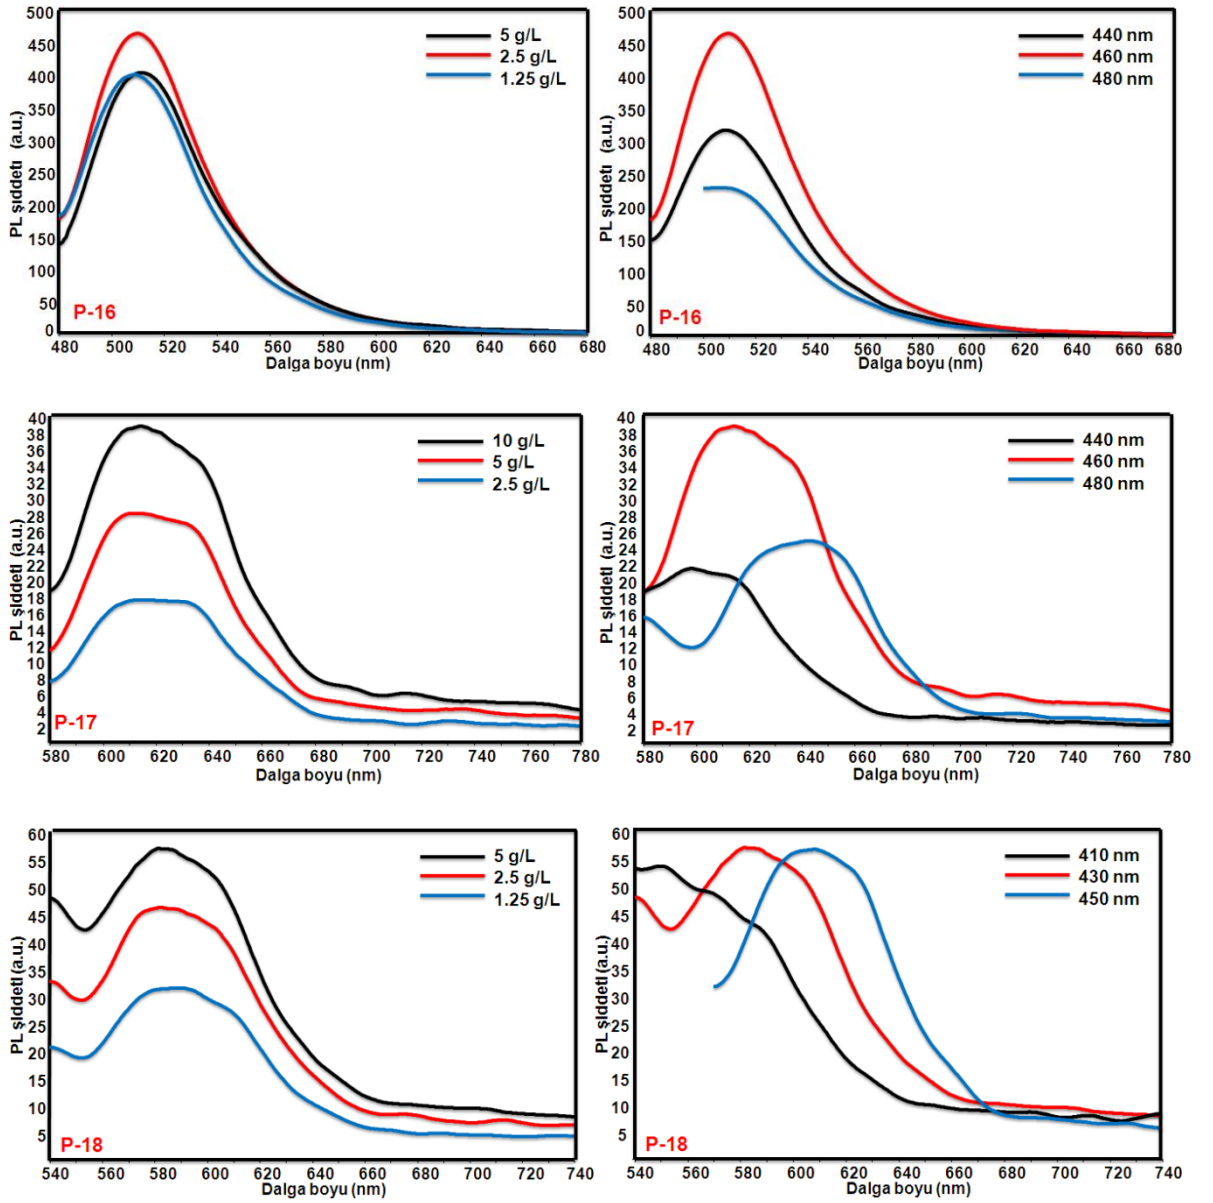 500
450
400
350
300
250
200
150
100
50
0
PL şiddeti (a.u.)
5 g/L
2.5 g/L
1.25 g/L
P-16
480 500 520 540 560 580 600 620 640 660 680
Dalga boyu (nm)
500
450
400
350
300
250
200
150
100
50
0
PL şiddeti (a.u.)
440 nm
460 nm
480 nm
P-16
480 500 520 540 560 580 600 620 640 660 680
Dalga boyu (nm)
40
38
36
34
32
30
28
26
24
22
20
18
16
14
12
10
8
6
4
2
PL şiddeti (a.u.)
10 g/L
5 g/L
2.5 g/L
P-17
580 600 620 640 660 680 700 720 740 760 780
Dalga boyu (nm)
40
38
36
34
32
30
28
26
24
22
20
18
16
14
12
10
8
6
4
2
PL şiddeti (a.u.)
440 nm
460 nm
480 nm
P-17
580 600 620 640 660 680 700 720 740 760 780
Dalga boyu (nm)
60
55
50
45
40
35
30
25
20
15
10
5
PL şiddeti (a.u.)
5 g/L
2.5 g/L
1.25 g/L
P-18
540 560 580 600 620 640 660 680 700 720 740
Dalga boyu (nm)
60
55
50
45
40
35
30
25
20
15
10
5
PL şiddeti (a.u.)
410 nm
430 nm
450 nm
P-18
540 560 580 600 620 640 660 680 700 720 740
Dalga boyu (nm)